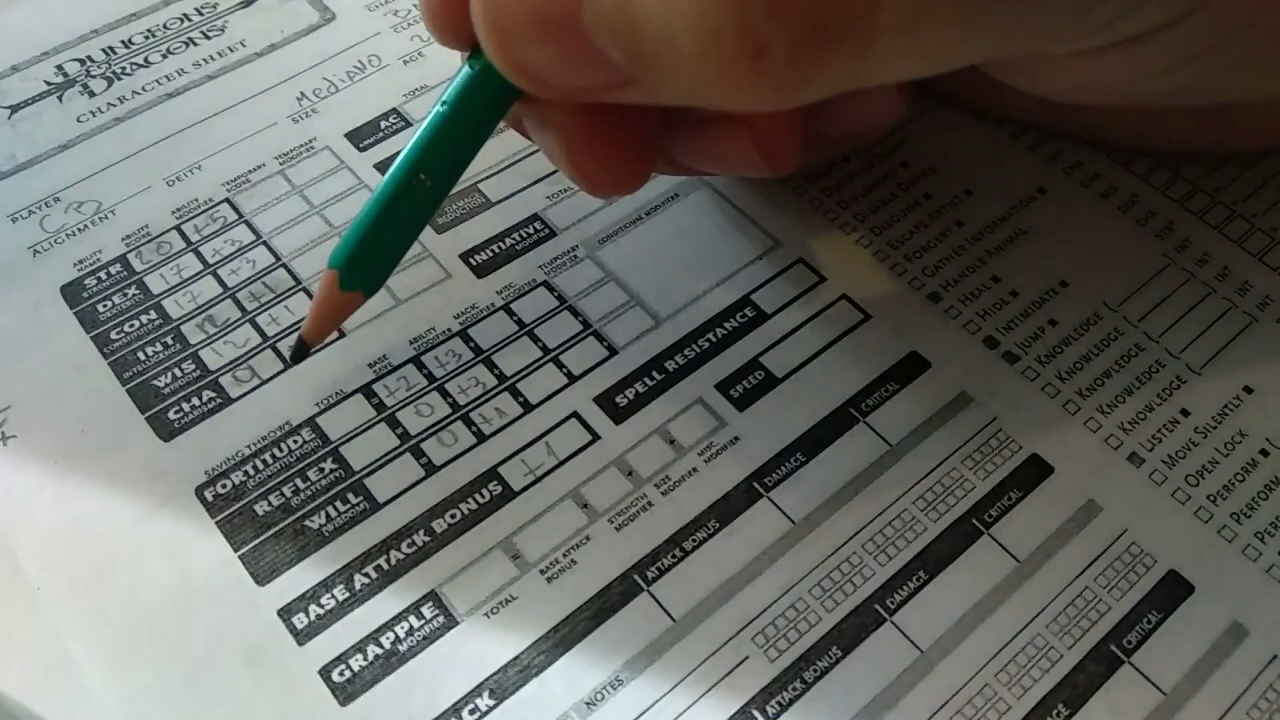 DUNGEONS
&
DRAGONS
CHARACTER SHEET
PLAYER
CB
ALIGNMENT
DEITY
MEDIANO
SIZE
AGE
ABILITY NAME
ABILITY SCORE
ABILITY MODIFIER
TEMPORARY SCORE
TEMPORARY MODIFIER
STR STRENGTH 20 +5
DEX DEXTERITY 17 +3
CON CONSTITUTION 17 +3
INT INTELLIGENCE 12 +1
WIS WISDOM 12 +1
CHA CHARISMA
AC ARMOR CLASS
TOTAL
DAMAGE REDUCTION
INITIATIVE MODIFIER
TOTAL
SAVING THROWS
TOTAL
BASE SAVE
ABILITY MODIFIER
MAGIC MODIFIER
MISC. MODIFIER
TEMPORARY MODIFIER
CONDITIONAL MODIFIERS
FORTITUDE (CONSTITUTION) = +2 + +3 + +
REFLEX (DEXTERITY) = 0 + +3 + +
WILL (WISDOM) = 0 + +1 + +
BASE ATTACK BONUS +1
SPELL RESISTANCE
SPEED
GRAPPLE MODIFIER
TOTAL
BASE ATTACK BONUS
STRENGTH MODIFIER
SIZE MODIFIER
MISC. MODIFIER
ATTACK BONUS
DAMAGE
CRITICAL
NOTES
ATTACK BONUS
DAMAGE
CRITICAL
CRITICAL
DISGUISE
ESCAPE ARTIST
FORGERY
GATHER INFORMATION
HANDLE ANIMAL
HEAL
HIDE
INTIMIDATE
JUMP
KNOWLEDGE (
KNOWLEDGE (
KNOWLEDGE (
KNOWLEDGE (
LISTEN
MOVE SILENTLY
OPEN LOCK
PERFORM (
PERFORM
PERF
INT
INT
INT
INT